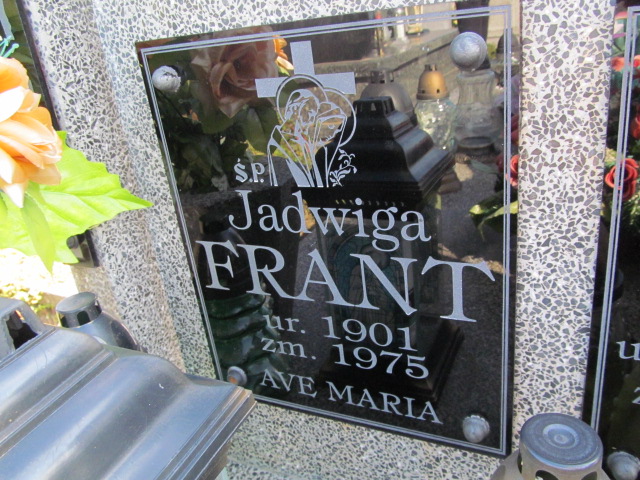 Ś.P.
Jadwiga
FRANT
ur. 1901
zm. 1975
AVE MARIA